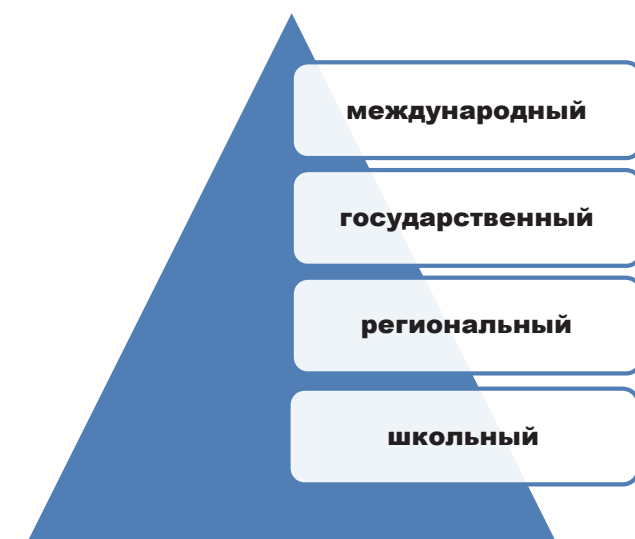 международный
государственный
региональный
школьный